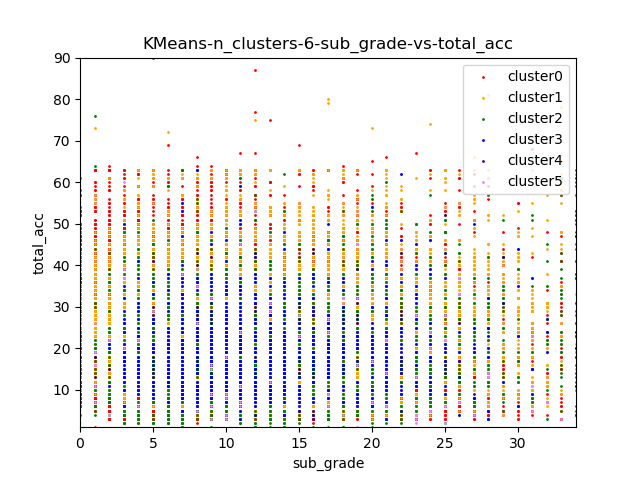 KMeans-n_clusters-6-sub_grade-vs-total_acc
90
80
70
60
50
40
30
20
10
total_acc
cluster0
cluster1
cluster2
cluster3
cluster4
cluster5
0 5 10 15 20 25 30
sub_grade